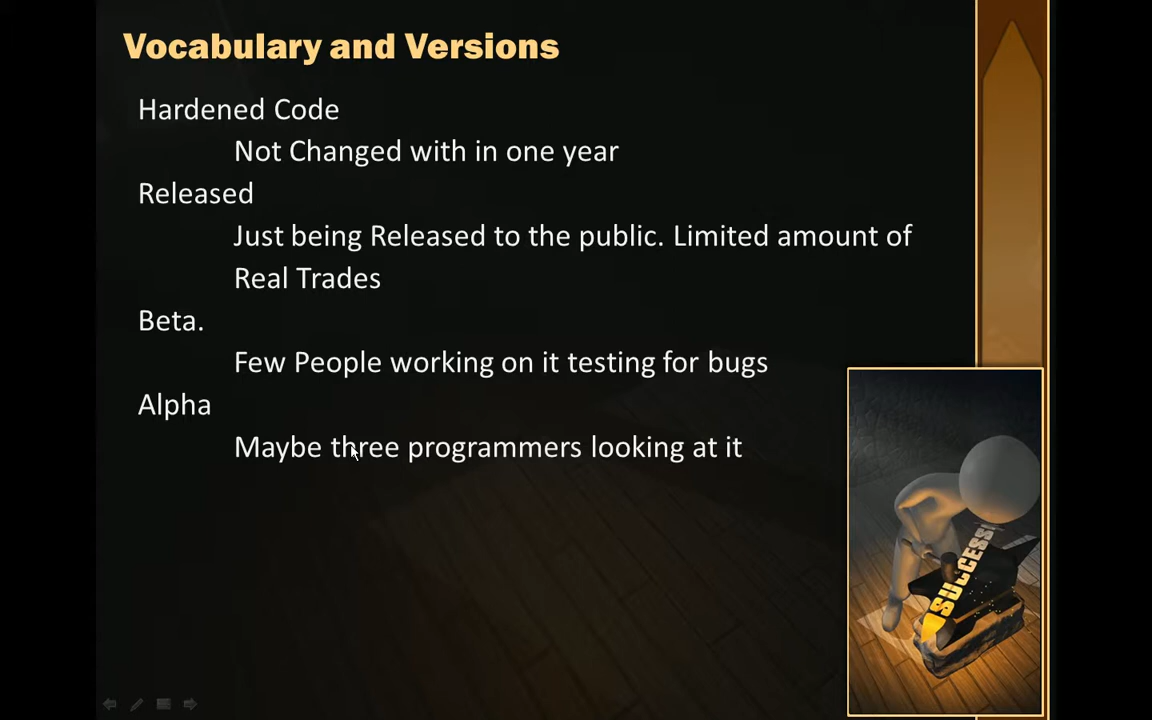 Vocabulary and Versions
Hardened Code
Not Changed with in one year
Released
Just being Released to the public. Limited amount of
Real Trades
Beta.
Few People working on it testing for bugs
Alpha
Maybe three programmers looking at it
SUCCESS